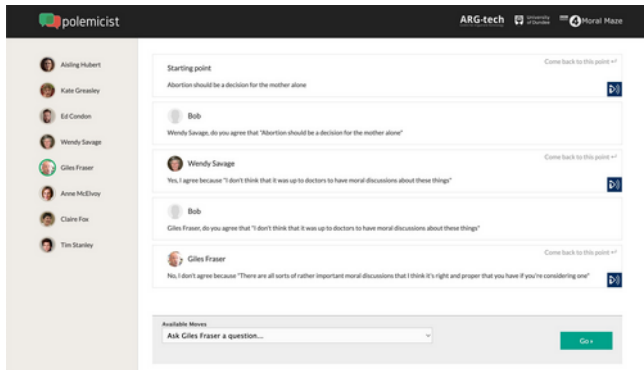 polemicist
ARG-tech
University of Dundee
4 Moral Maze
Aisling Hubert
Kate Greasley
Ed Condon
Wendy Savage
Giles Fraser
Anne McElvoy
Claire Fox
Tim Stanley
Come back to this point ↵
Starting point
Abortion should be a decision for the mother alone
Bob
Wendy Savage, do you agree that "Abortion should be a decision for the mother alone"
Come back to this point ↵
Wendy Savage
Yes, I agree because "I don't think that it was up to doctors to have moral discussions about these things"
Bob
Giles Fraser, do you agree that "I don't think that it was up to doctors to have moral discussions about these things"
Come back to this point ↵
Giles Fraser
No, I don't agree because "There are all sorts of rather important moral discussions that I think it's right and proper that you have if you're considering one"
Available Moves
Ask Giles Fraser a question...
Go »